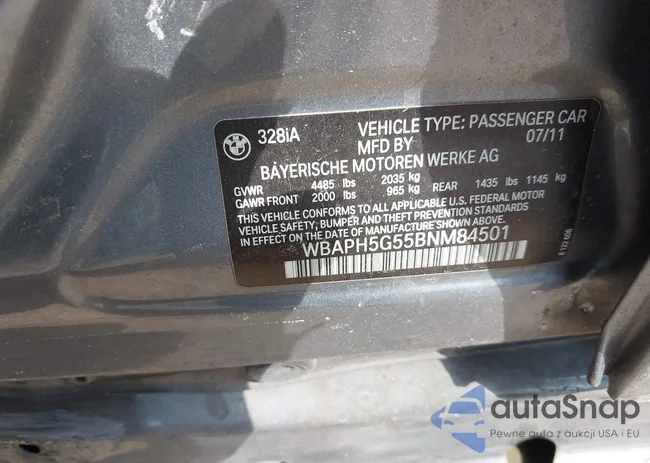 328iA VEHICLE TYPE: PASSENGER CAR
MFD BY 07/11
BAYERISCHE MOTOREN WERKE AG
GVWR 4485 lbs 2035 kg
GAWR FRONT 2000 lbs 965 kg REAR 1435 lbs 1145 kg
THIS VEHICLE CONFORMS TO ALL APPLICABLE U.S. FEDERAL MOTOR
VEHICLE SAFETY, BUMPER AND THEFT PREVENTION STANDARDS
IN EFFECT ON THE DATE OF MANUFACTURE SHOWN ABOVE.
WBAPH5G55BNM84501
8 122 606
autaSnap
Pewne auta z aukcji USA i EU